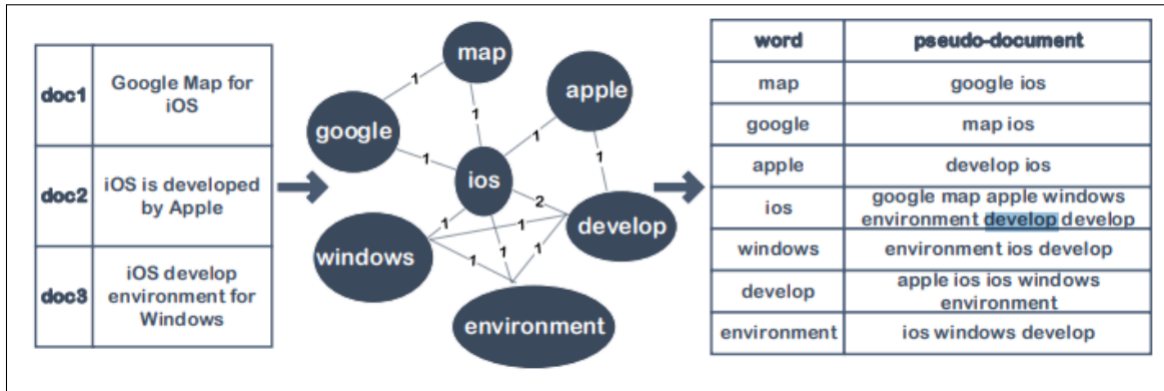 doc1
Google Map for
iOS
doc2
iOS is developed
by Apple
doc3
iOS develop
environment for
Windows
map
apple
google
ios
develop
windows
environment
1
1
1
1
1
1
2
1
1
1
1
word
pseudo-document
map
google ios
google
map ios
apple
develop ios
ios
google map apple windows
environment develop develop
windows
environment ios develop
develop
apple ios ios windows
environment
environment
ios windows develop